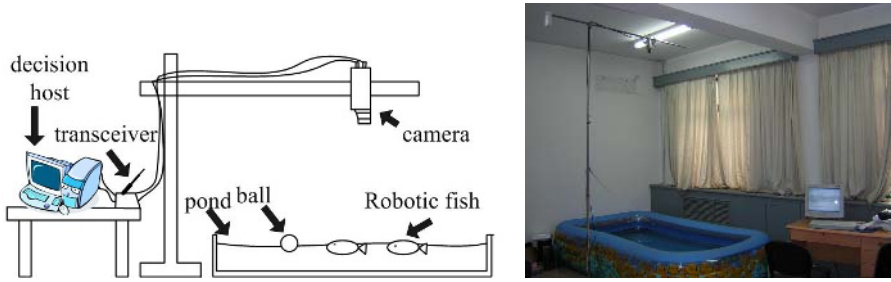 decision
host
transceiver
camera
pond
ball
Robotic fish